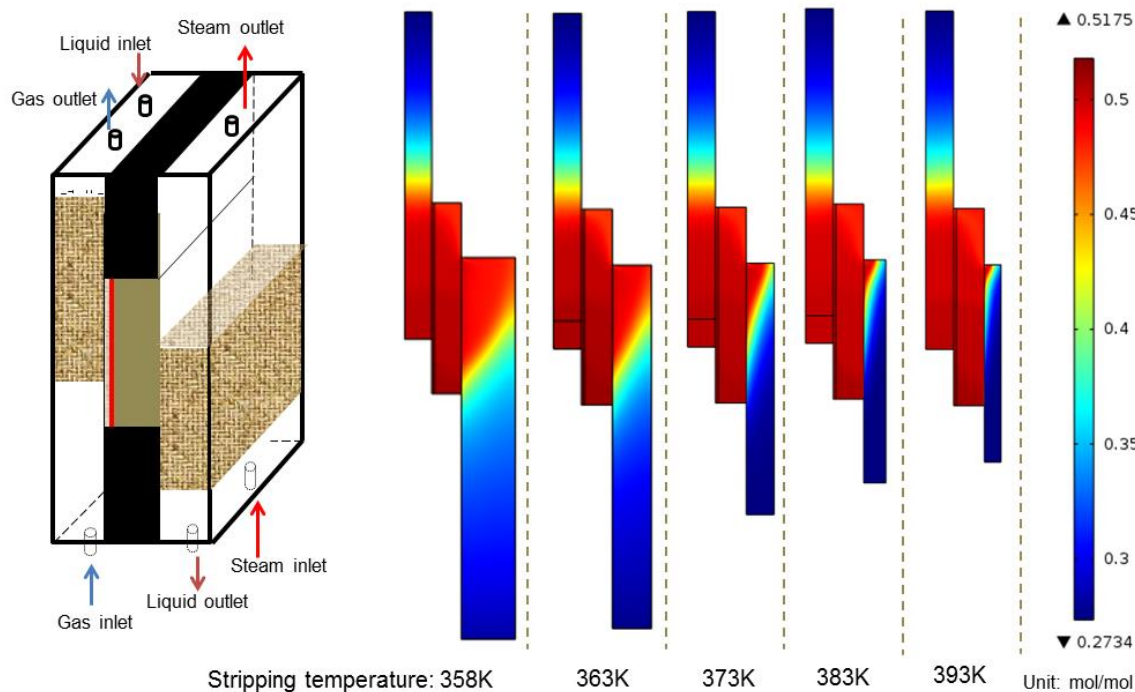 Steam outlet
Liquid inlet
Gas outlet
Steam inlet
Liquid outlet
Gas inlet
▲ 0.5175
0.5
0.45
0.4
0.35
0.3
▼ 0.2734
Stripping temperature: 358K 363K 373K 383K 393K Unit: mol/mol